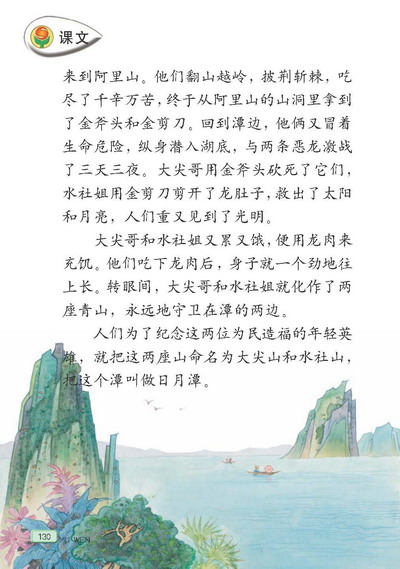 课文
来到阿里山。他们翻山越岭，披荆斩棘，吃
尽了千辛万苦，终于从阿里山的山洞里拿到
了金斧头和金剪刀。回到潭边，他俩又冒着
生命危险，纵身潜入湖底，与两条恶龙激战
了三天三夜。大尖哥用金斧头砍死了它们，
水社姐用金剪刀剪开了龙肚子，救出了太阳
和月亮，人们重又见到了光明。
大尖哥和水社姐又累又饿，便用龙肉来
充饥。他们吃下龙肉后，身子就一个劲地往
上长。转眼间，大尖哥和水社姐就化作了两
座青山，永远地守卫在潭的两边。
人们为了纪念这两位为民造福的年轻英
雄，就把这两座山命名为大尖山和水社山，
把这个潭叫做日月潭。
130